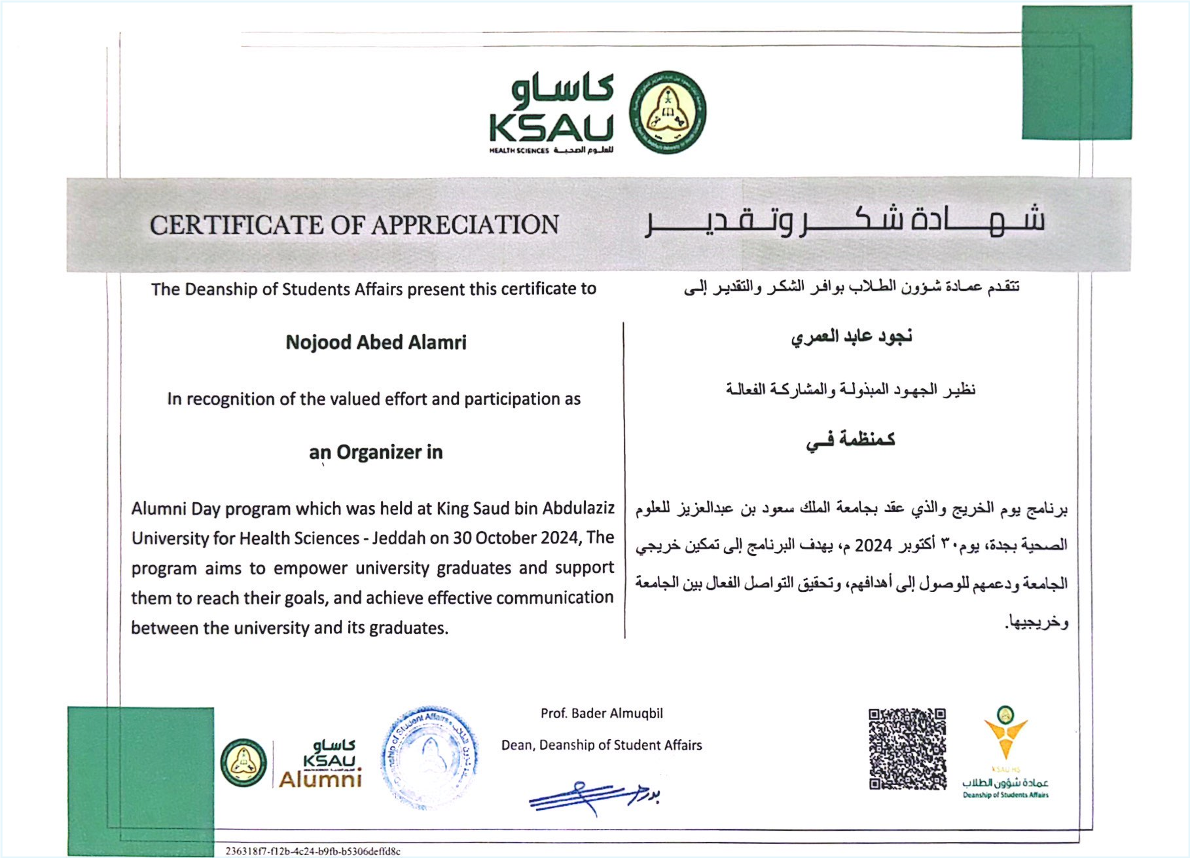 كاساو
KSAU
HEALTH SCIENCES للعلوم الصحية
CERTIFICATE OF APPRECIATION
شهادة شكر وتقدير
The Deanship of Students Affairs present this certificate to
Nojood Abed Alamri
In recognition of the valued effort and participation as
an Organizer in
Alumni Day program which was held at King Saud bin Abdulaziz
University for Health Sciences - Jeddah on 30 October 2024, The
program aims to empower university graduates and support
them to reach their goals, and achieve effective communication
between the university and its graduates.
تتقدم عمادة شؤون الطلاب بوافر الشكر والتقدير إلى
نجود عابد العمري
نظير الجهود المبذولة والمشاركة الفعالة
كمنظمة في
برنامج يوم الخريج والذي عقد بجامعة الملك سعود بن عبدالعزيز للعلوم
الصحية بجدة، يوم ٣٠ أكتوبر 2024 م، يهدف البرنامج إلى تمكين خريجي
الجامعة ودعمهم للوصول إلى أهدافهم، وتحقيق التواصل الفعال بين الجامعة
وخريجيها.
كاساو
KSAU
Alumni
of Student Affairs
Prof. Bader Almuqbil
Dean, Deanship of Student Affairs
بدر
KSAU-HS
عمادة شؤون الطلاب
Deanship of Students Affairs
236318f7-f12b-4c24-b9fb-b5306deffd8c